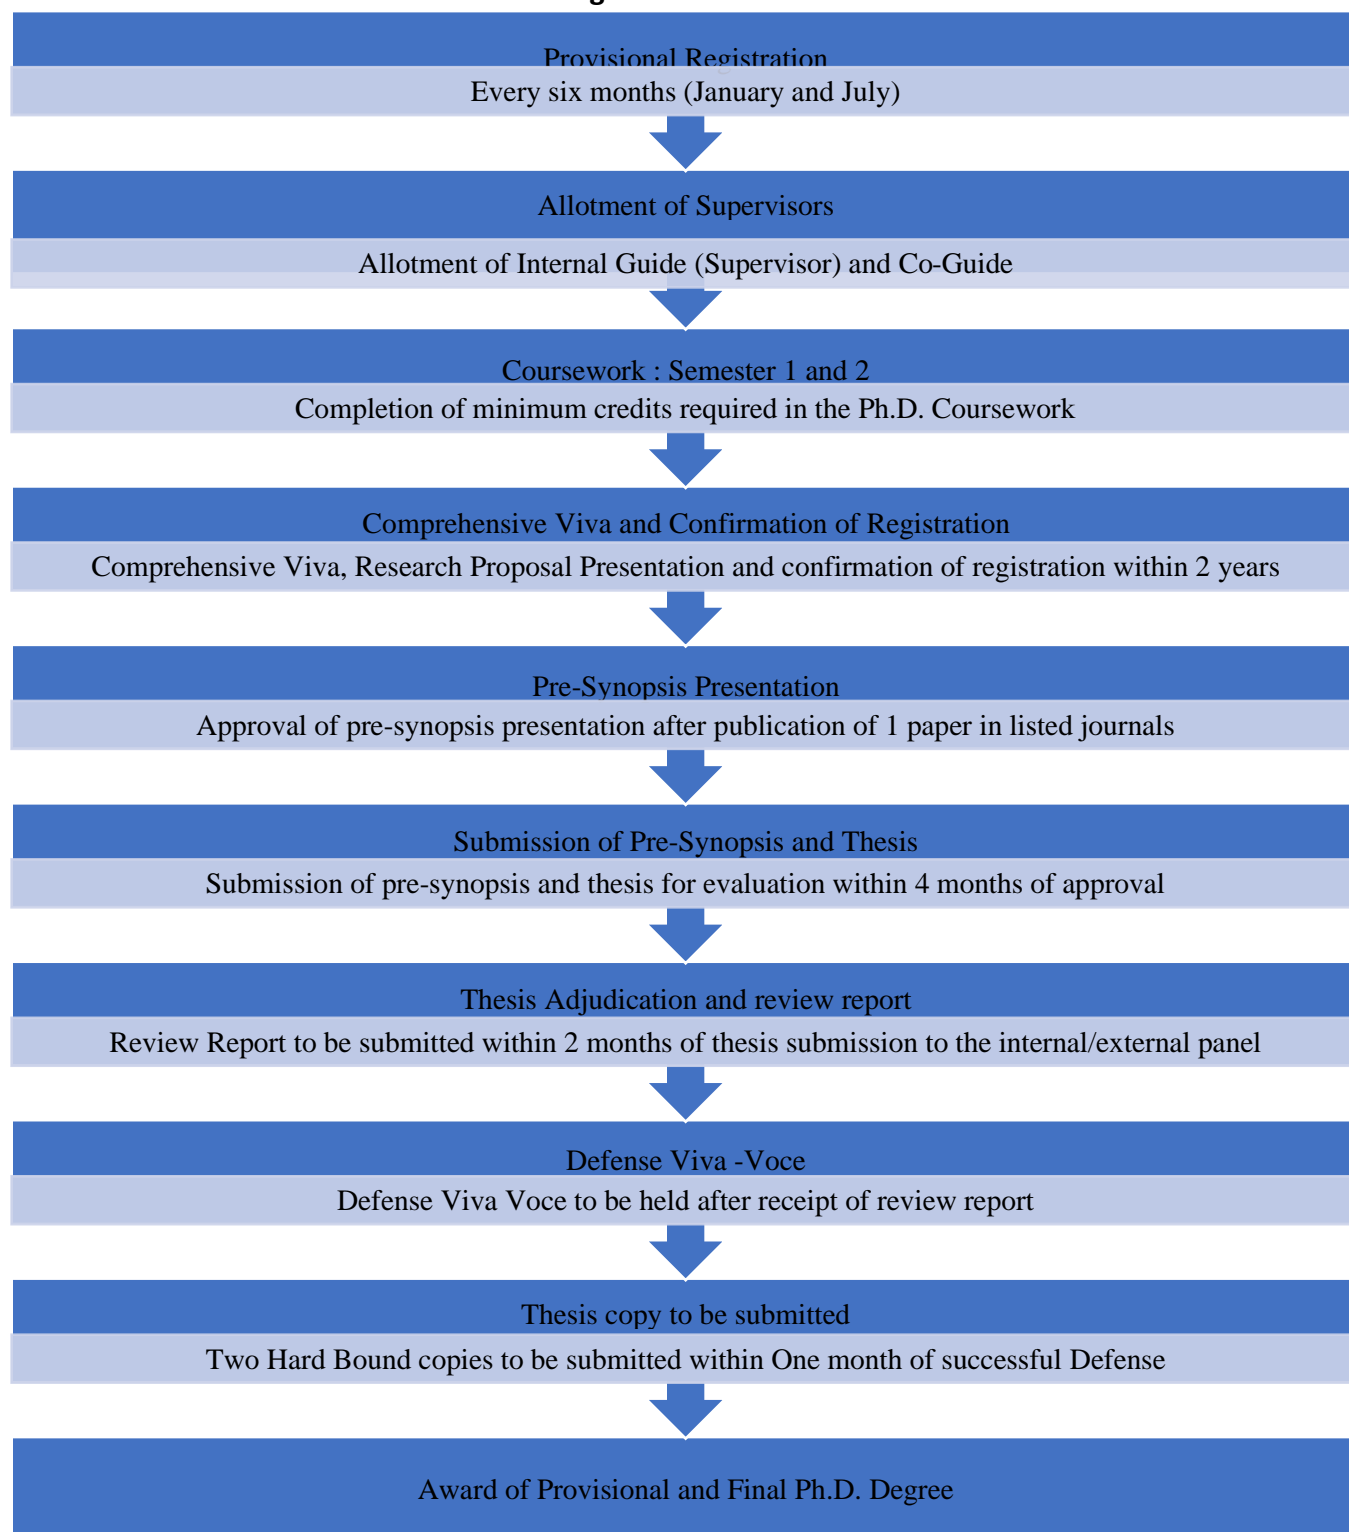 Provisional Registration
Every six months (January and July)
Allotment of Supervisors
Allotment of Internal Guide (Supervisor) and Co-Guide
Coursework : Semester 1 and 2
Completion of minimum credits required in the Ph.D. Coursework
Comprehensive Viva and Confirmation of Registration
Comprehensive Viva, Research Proposal Presentation and confirmation of registration within 2 years
Pre-Synopsis Presentation
Approval of pre-synopsis presentation after publication of 1 paper in listed journals
Submission of Pre-Synopsis and Thesis
Submission of pre-synopsis and thesis for evaluation within 4 months of approval
Thesis Adjudication and review report
Review Report to be submitted within 2 months of thesis submission to the internal/external panel
Defense Viva -Voce
Defense Viva Voce to be held after receipt of review report
Thesis copy to be submitted
Two Hard Bound copies to be submitted within One month of successful Defense
Award of Provisional and Final Ph.D. Degree